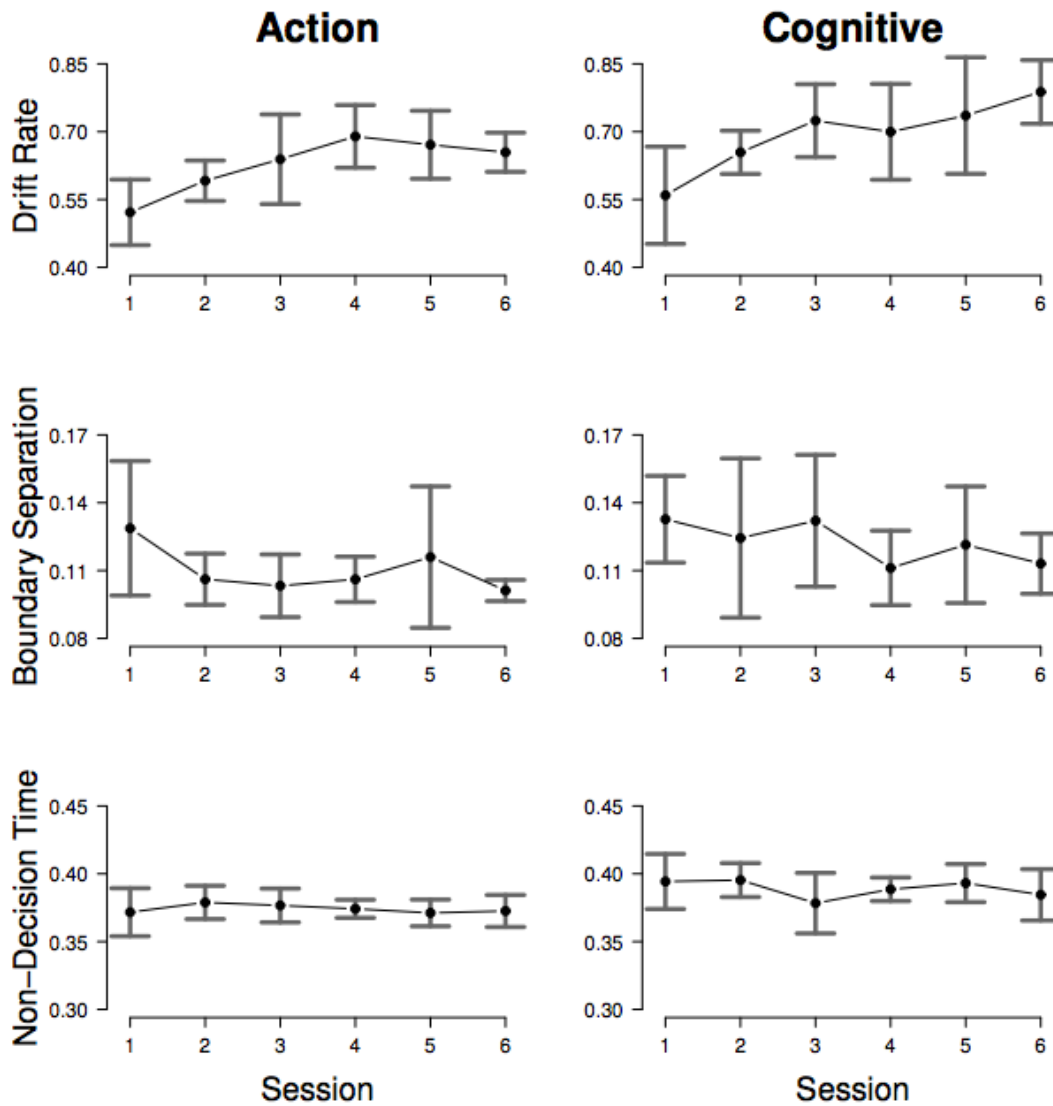 Action
Cognitive
Drift Rate
0.85
0.70
0.55
0.40
1 2 3 4 5 6
0.85
0.70
0.55
0.40
1 2 3 4 5 6
Boundary Separation
0.17
0.14
0.11
0.08
1 2 3 4 5 6
0.17
0.14
0.11
0.08
1 2 3 4 5 6
Non-Decision Time
0.45
0.40
0.35
0.30
1 2 3 4 5 6
Session
0.45
0.40
0.35
0.30
1 2 3 4 5 6
Session